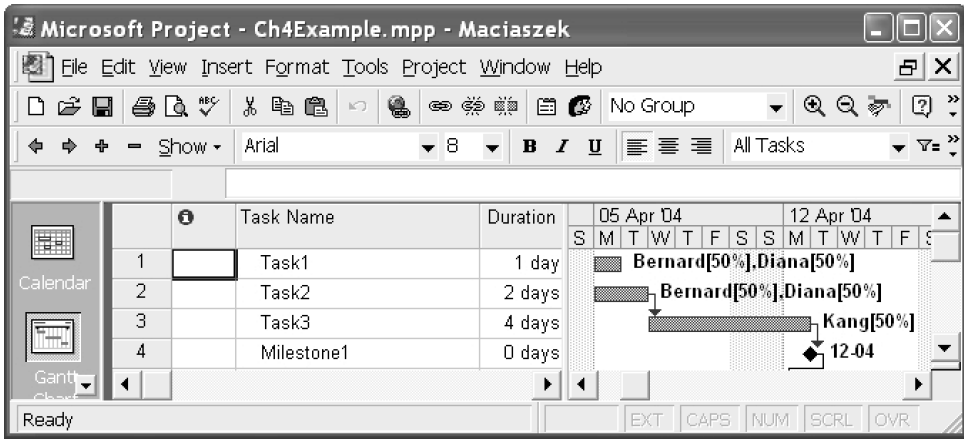 Microsoft Project - Ch4Example.mpp - Maciaszek
File Edit View Insert Format Tools Project Window Help
ABC No Group
Show Arial 8 B I U All Tasks
Task Name Duration 05 Apr '04 12 Apr '04
S M T W T F S S M T W T F S
1 Task1 1 day Bernard[50%],Diana[50%]
Calendar
2 Task2 2 days Bernard[50%],Diana[50%]
3 Task3 4 days Kang[50%]
4 Milestone1 0 days 12-04
Gantt
Chart
Ready EXT CAPS NUM SCRL OVR